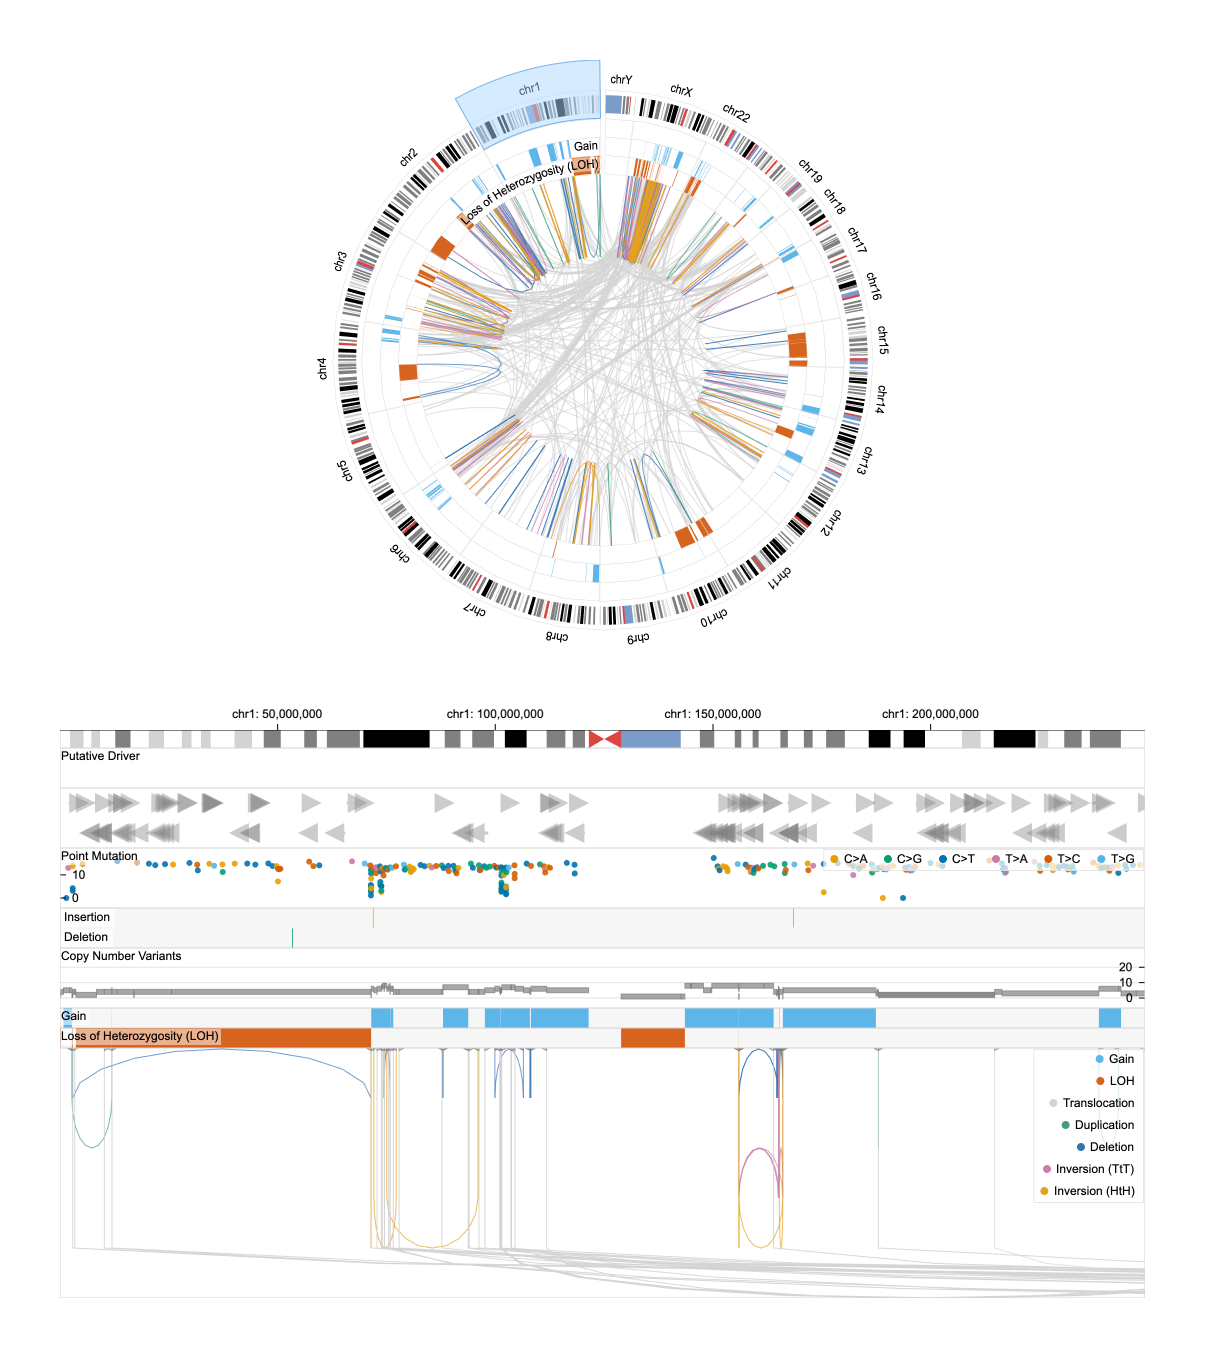 chr1
chrY
chrX
chr22
chr19
chr18
chr17
chr16
chr15
chr14
chr13
chr12
chr11
chr10
chr9
chr8
chr7
chr6
chr5
chr4
chr3
chr2
Gain
Loss of Heterozygosity (LOH)
chr1: 50,000,000 chr1: 100,000,000 chr1: 150,000,000 chr1: 200,000,000
Putative Driver
Point Mutation
C>A C>G C>T T>A T>C T>G
10
0
Insertion
Deletion
Copy Number Variants
20
10
0
Gain
Loss of Heterozygosity (LOH)
Gain
LOH
Translocation
Duplication
Deletion
Inversion (TtT)
Inversion (HtH)